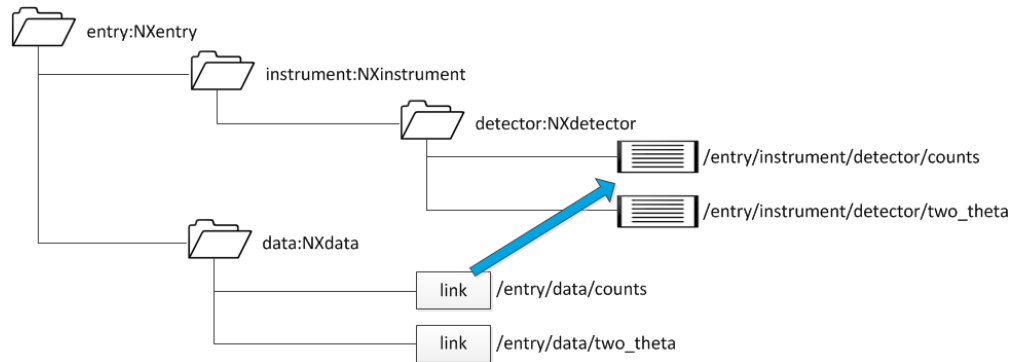 entry:NXentry
instrument:NXinstrument
detector:NXdetector
/entry/instrument/detector/counts
/entry/instrument/detector/two_theta
data:NXdata
link /entry/data/counts
link /entry/data/two_theta